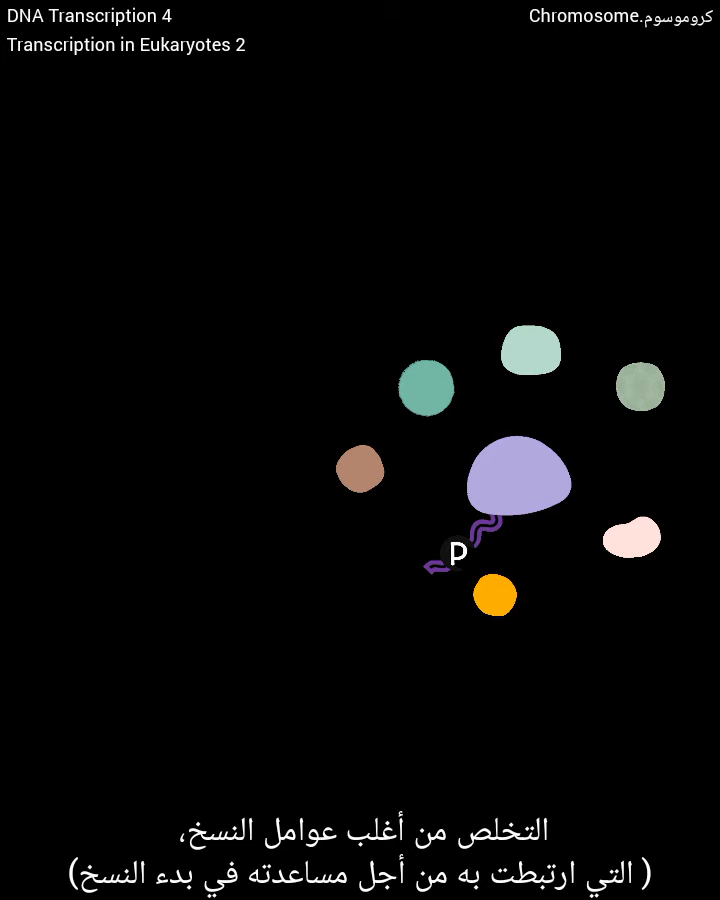 DNA Transcription 4
Chromosome.كروموسوم
Transcription in Eukaryotes 2
P
التخلص من أغلب عوامل النسخ،
( التي ارتبطت به من أجل مساعدته في بدء النسخ)